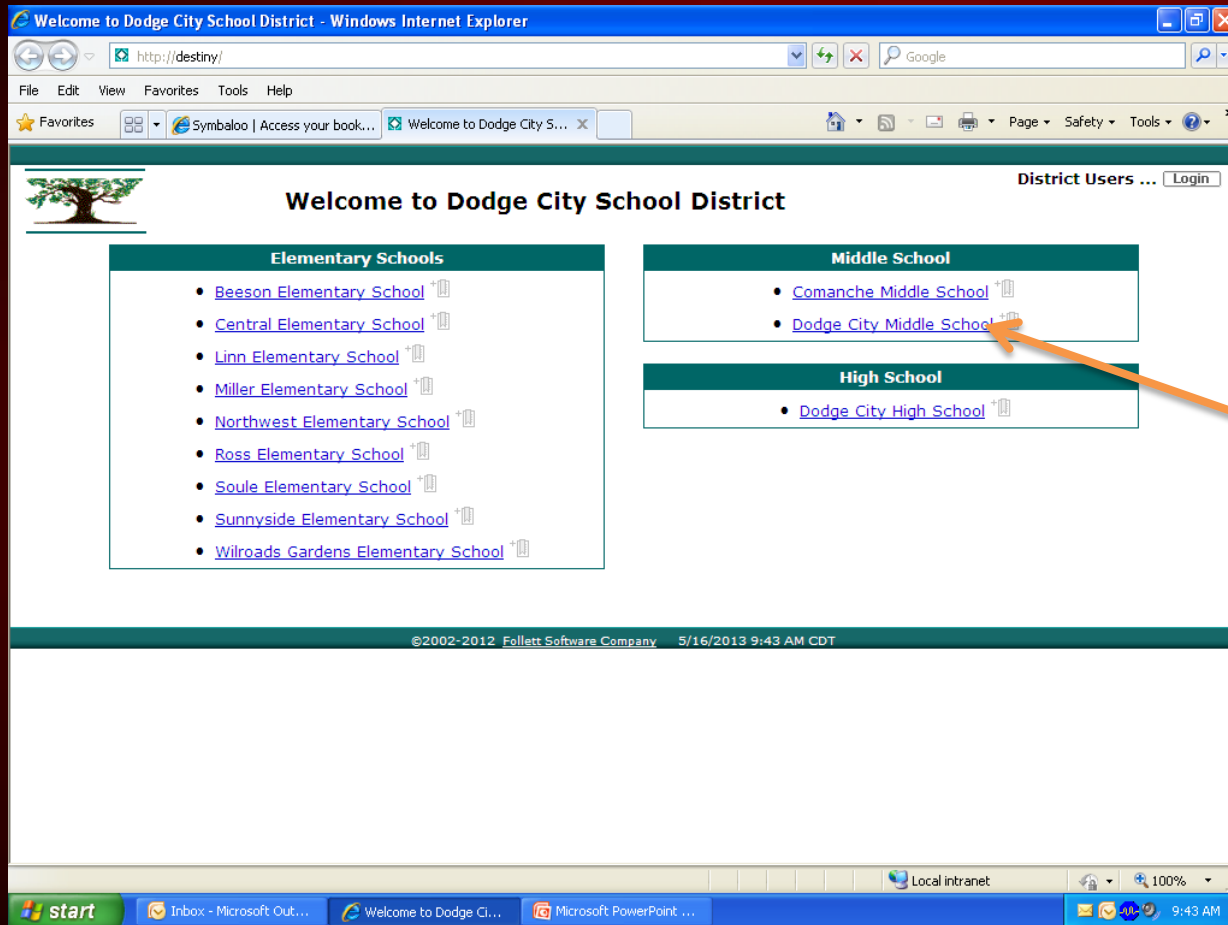 Welcome to Dodge City School District - Windows Internet Explorer
http://destiny/
Google
File Edit View Favorites Tools Help
Favorites
Symbaloo | Access your book...
Welcome to Dodge City S...
Page
Safety
Tools
District Users ... Login
Welcome to Dodge City School District
Elementary Schools
Beeson Elementary School
Central Elementary School
Linn Elementary School
Miller Elementary School
Northwest Elementary School
Ross Elementary School
Soule Elementary School
Sunnyside Elementary School
Wilroads Gardens Elementary School
Middle School
Comanche Middle School
Dodge City Middle School
High School
Dodge City High School
©2002-2012 Follett Software Company 5/16/2013 9:43 AM CDT
Local intranet
100%
start
Inbox - Microsoft Out...
Welcome to Dodge Ci...
Microsoft PowerPoint ...
9:43 AM